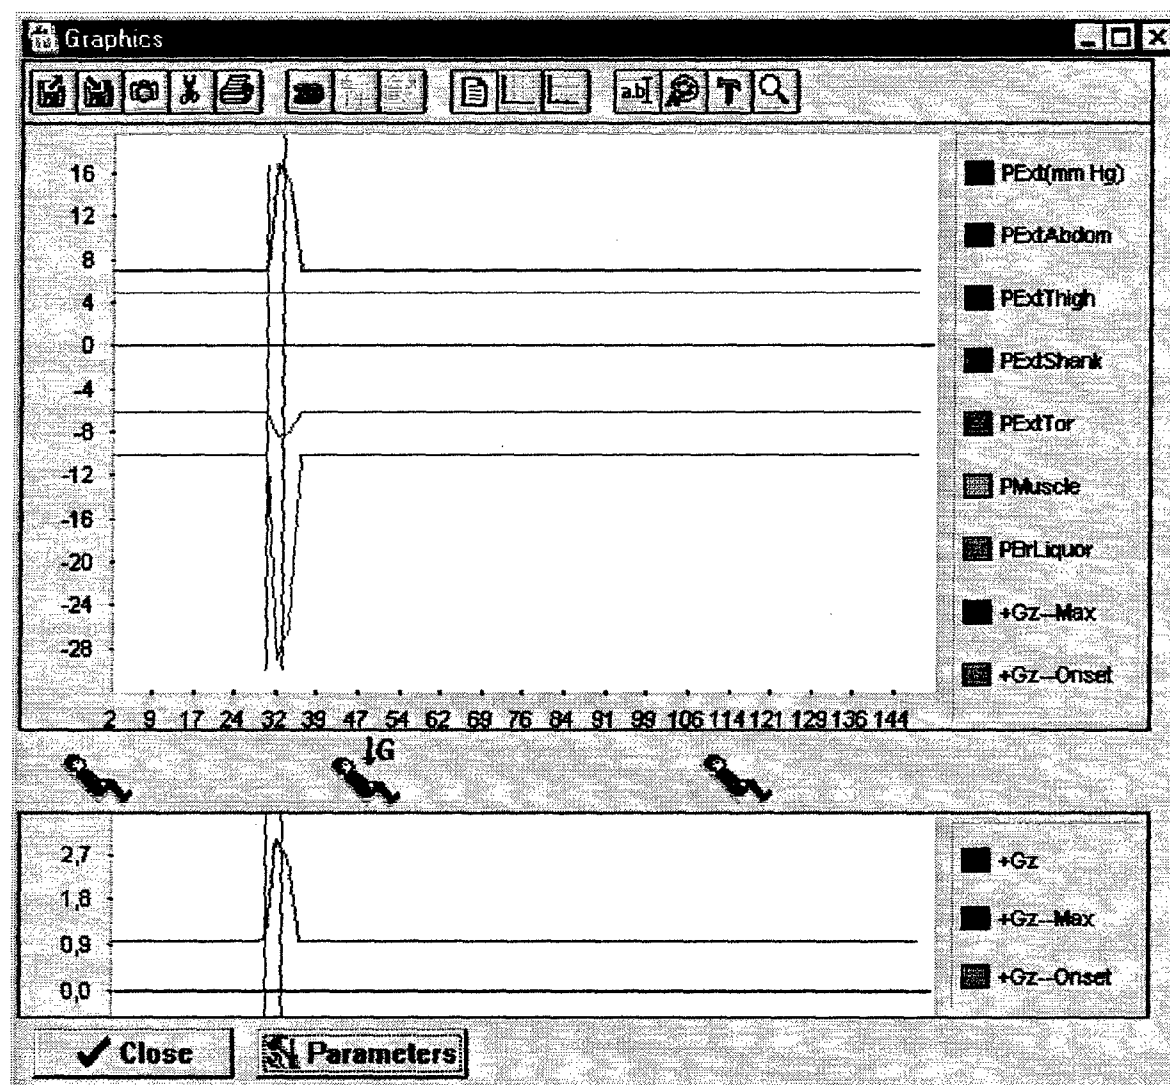 Graphics
a.b
16
12
8
4
0
-4
-8
-12
-16
-20
-24
-28
2 9 17 24 32 39 47 54 62 69 76 84 91 99 106 114 121 129 136 144
PExt(mm Hg)
PExtAbdom
PExtThigh
PExtShank
PExtTor
PMuscle
PBrLiquor
+Gz--Max
+Gz--Onset
G
2,7
1,8
0,9
0,0
+Gz
+Gz--Max
+Gz--Onset
Close
Parameters